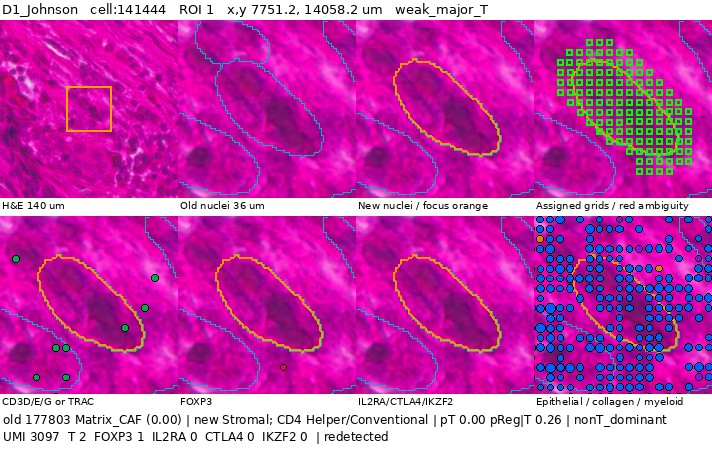 D1_Johnson   cell:141444   ROI 1   x,y 7751.2, 14058.2 um   weak_major_T
H&E 140 um
Old nuclei 36 um
New nuclei / focus orange
Assigned grids / red ambiguity
CD3D/E/G or TRAC
FOXP3
IL2RA/CTLA4/IKZF2
Epithelial / collagen / myeloid
old 177803 Matrix_CAF (0.00) | new Stromal; CD4 Helper/Conventional | pT 0.00 pReg|T 0.26 | nonT_dominant
UMI 3097  T 2  FOXP3 1  IL2RA 0  CTLA4 0  IKZF2 0  | redetected